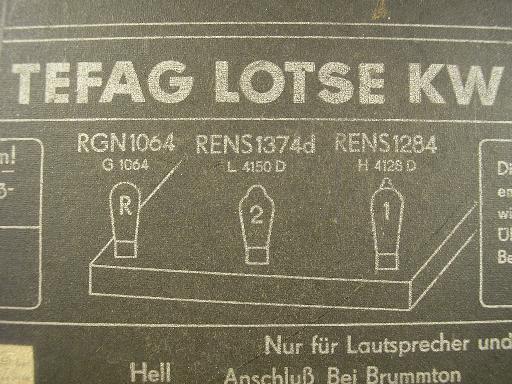 TEFAG LOTSE KW
RGN1064 RENS1374d RENS1284
G 1064 L 4150 D H 4128 D
R 2 1
Nur für Lautsprecher und
Hell Anschluß Bei Brummton